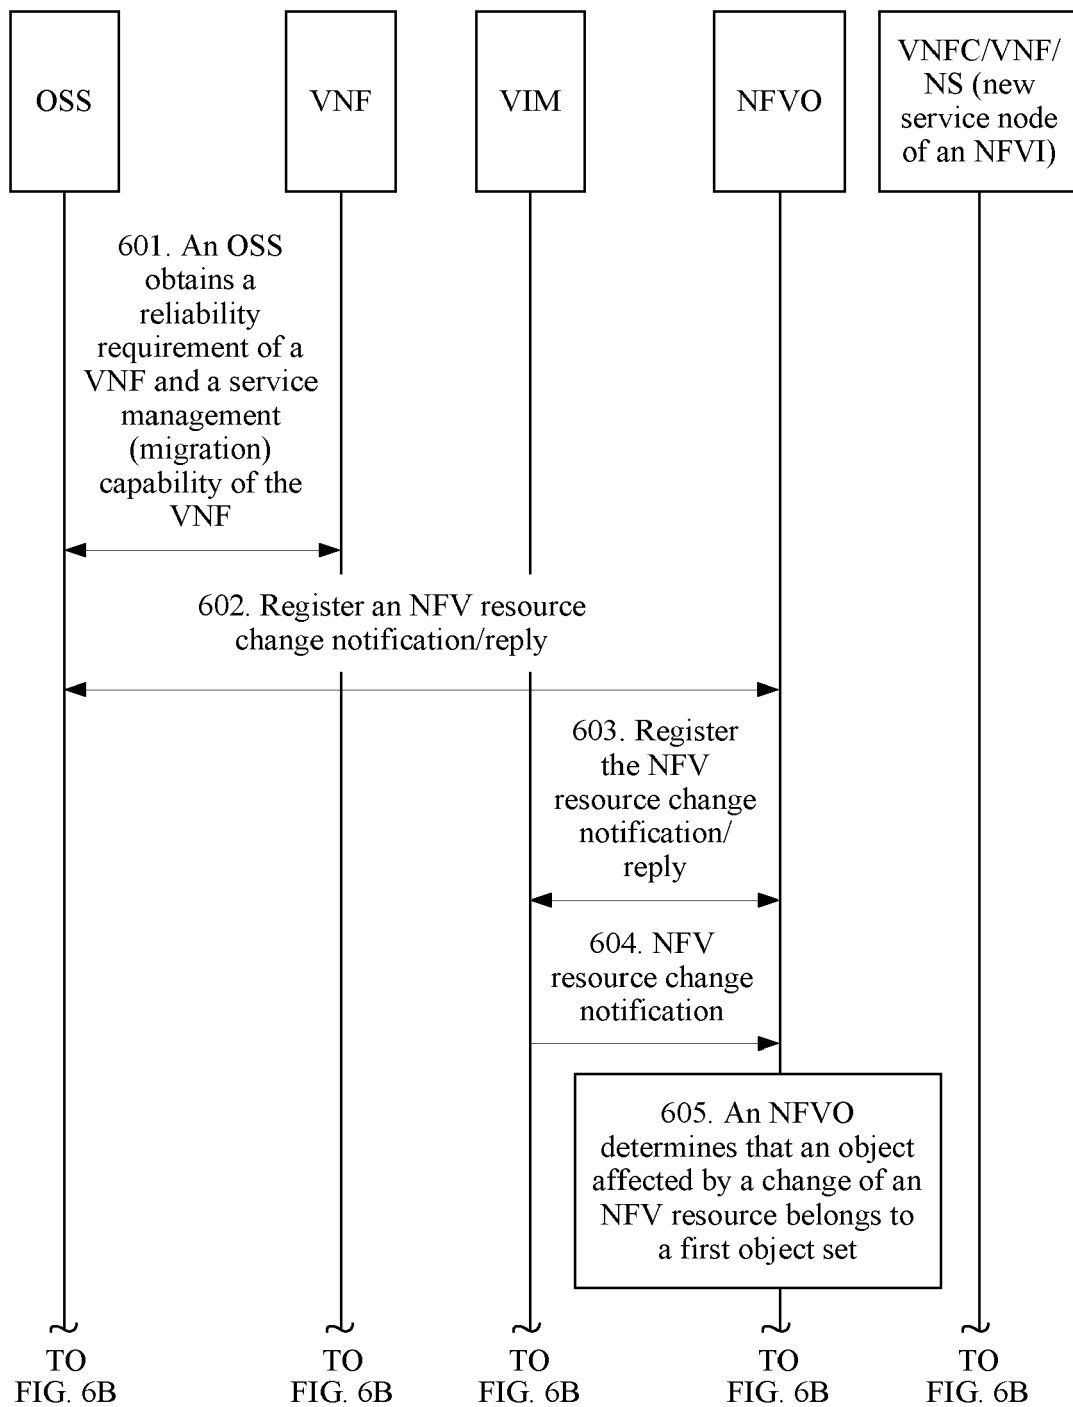 OSS
VNF
VIM
NFVO
VNFC/VNF/
NS (new
service node
of an NFVI)
601. An OSS
obtains a
reliability
requirement of a
VNF and a service
management
(migration)
capability of the
VNF
602. Register an NFV resource
change notification/reply
603. Register
the NFV
resource change
notification/
reply
604. NFV
resource change
notification
605. An NFVO
determines that an object
affected by a change of an
NFV resource belongs to
a first object set
TO
FIG. 6B
TO
FIG. 6B
TO
FIG. 6B
TO
FIG. 6B
TO
FIG. 6B